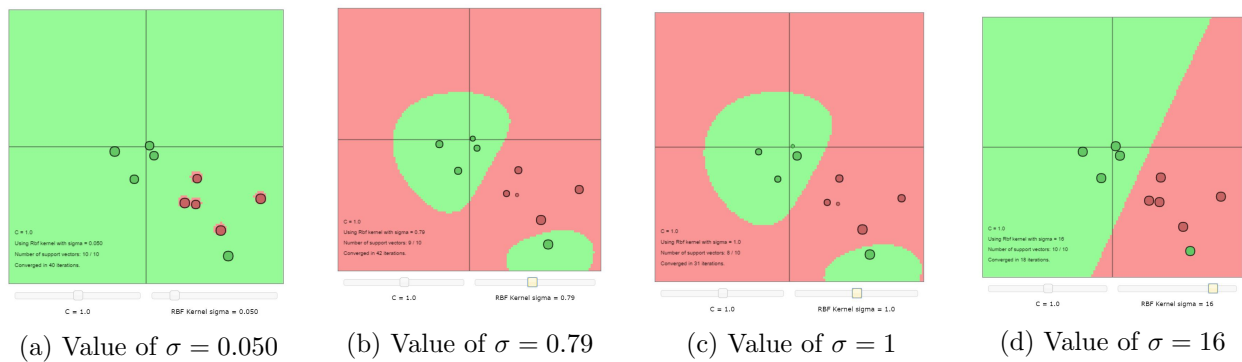 C = 1.0
Using Rbf kernel with sigma = 0.050
Number of support vectors: 10 / 10
Converged in 40 iterations.
C = 1.0
RBF Kernel sigma = 0.050
(a) Value of σ = 0.050
C = 1.0
Using Rbf kernel with sigma = 0.79
Number of support vectors: 9 / 10
Converged in 42 iterations.
C = 1.0
RBF Kernel sigma = 0.79
(b) Value of σ = 0.79
C = 1.0
Using Rbf kernel with sigma = 1.0
Number of support vectors: 8 / 10
Converged in 31 iterations.
C = 1.0
RBF Kernel sigma = 1.0
(c) Value of σ = 1
C = 1.0
Using Rbf kernel with sigma = 16
Number of support vectors: 10 / 10
Converged in 18 iterations.
C = 1.0
RBF Kernel sigma = 16
(d) Value of σ = 16